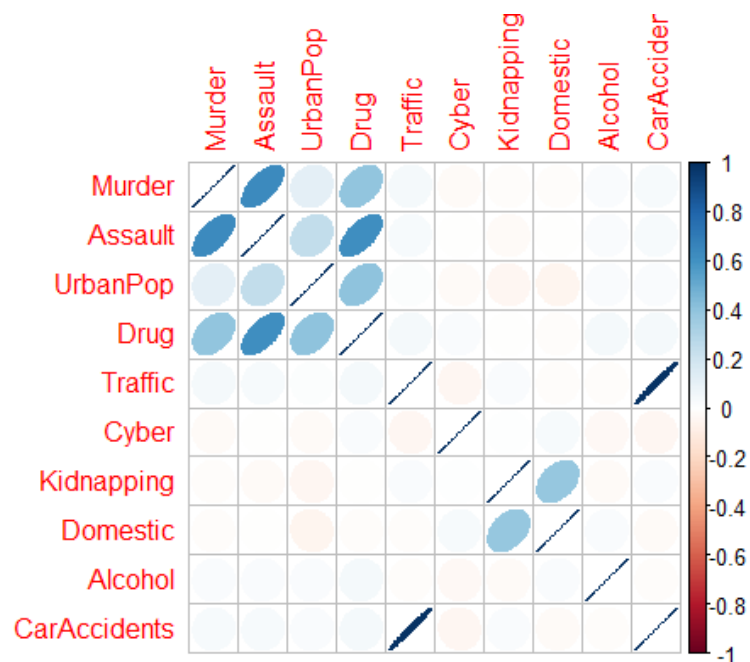 Murder
Assault
UrbanPop
Drug
Traffic
Cyber
Kidnapping
Domestic
Alcohol
CarAccider
Murder
Assault
UrbanPop
Drug
Traffic
Cyber
Kidnapping
Domestic
Alcohol
CarAccidents
1
0.8
0.6
0.4
0.2
0
-0.2
-0.4
-0.6
-0.8
-1